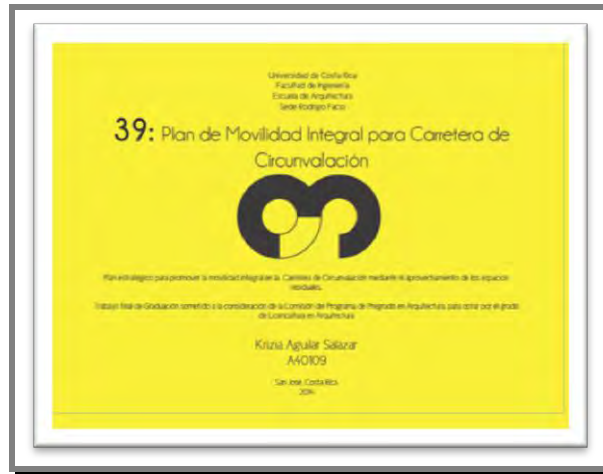 Universidad de Costa Rica
Facultad de Ingeniería
Escuela de Arquitectura
Sede Rodrigo Facio
39: Plan de Movilidad Integral para Carretera de
Circunvalación
Plan estratégico para promover la movilidad integral en la Carretera de Circunvalación mediante el aprovechamiento de los espacios
residuales.
Trabajo final de Graduación sometido a la consideración de la Comisión del Programa de Pregrado en Arquitectura para optar por el grado
de Licenciatura en Arquitectura
Krizia Aguilar Salazar
A40109
San José, Costa Rica
2014